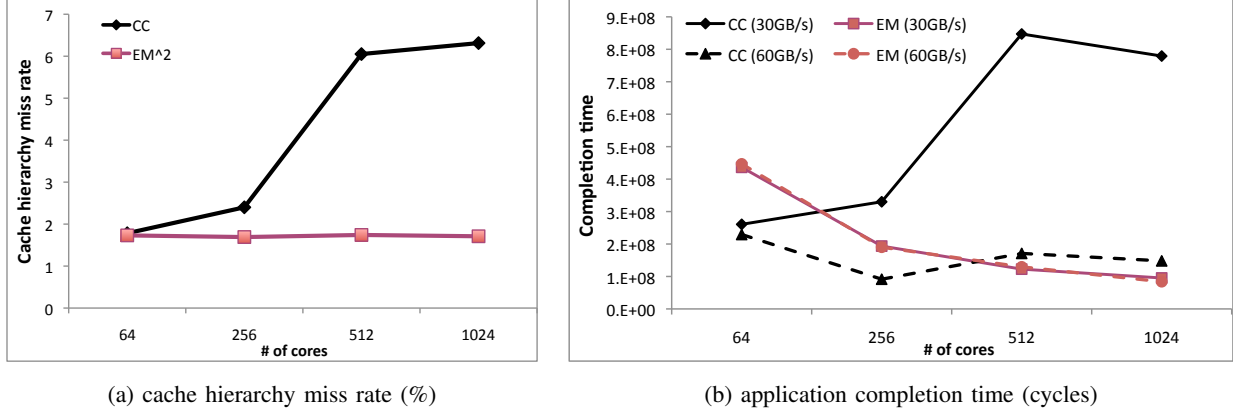 7
6
5
4
3
2
1
0
Cache hierarchy miss rate
CC
EM^2
64 256 512 1024
# of cores
(a) cache hierarchy miss rate (%)
9.E+08
8.E+08
7.E+08
6.E+08
5.E+08
4.E+08
3.E+08
2.E+08
1.E+08
0.E+00
Completion time
CC (30GB/s) EM (30GB/s)
CC (60GB/s) EM (60GB/s)
64 256 512 1024
# of cores
(b) application completion time (cycles)